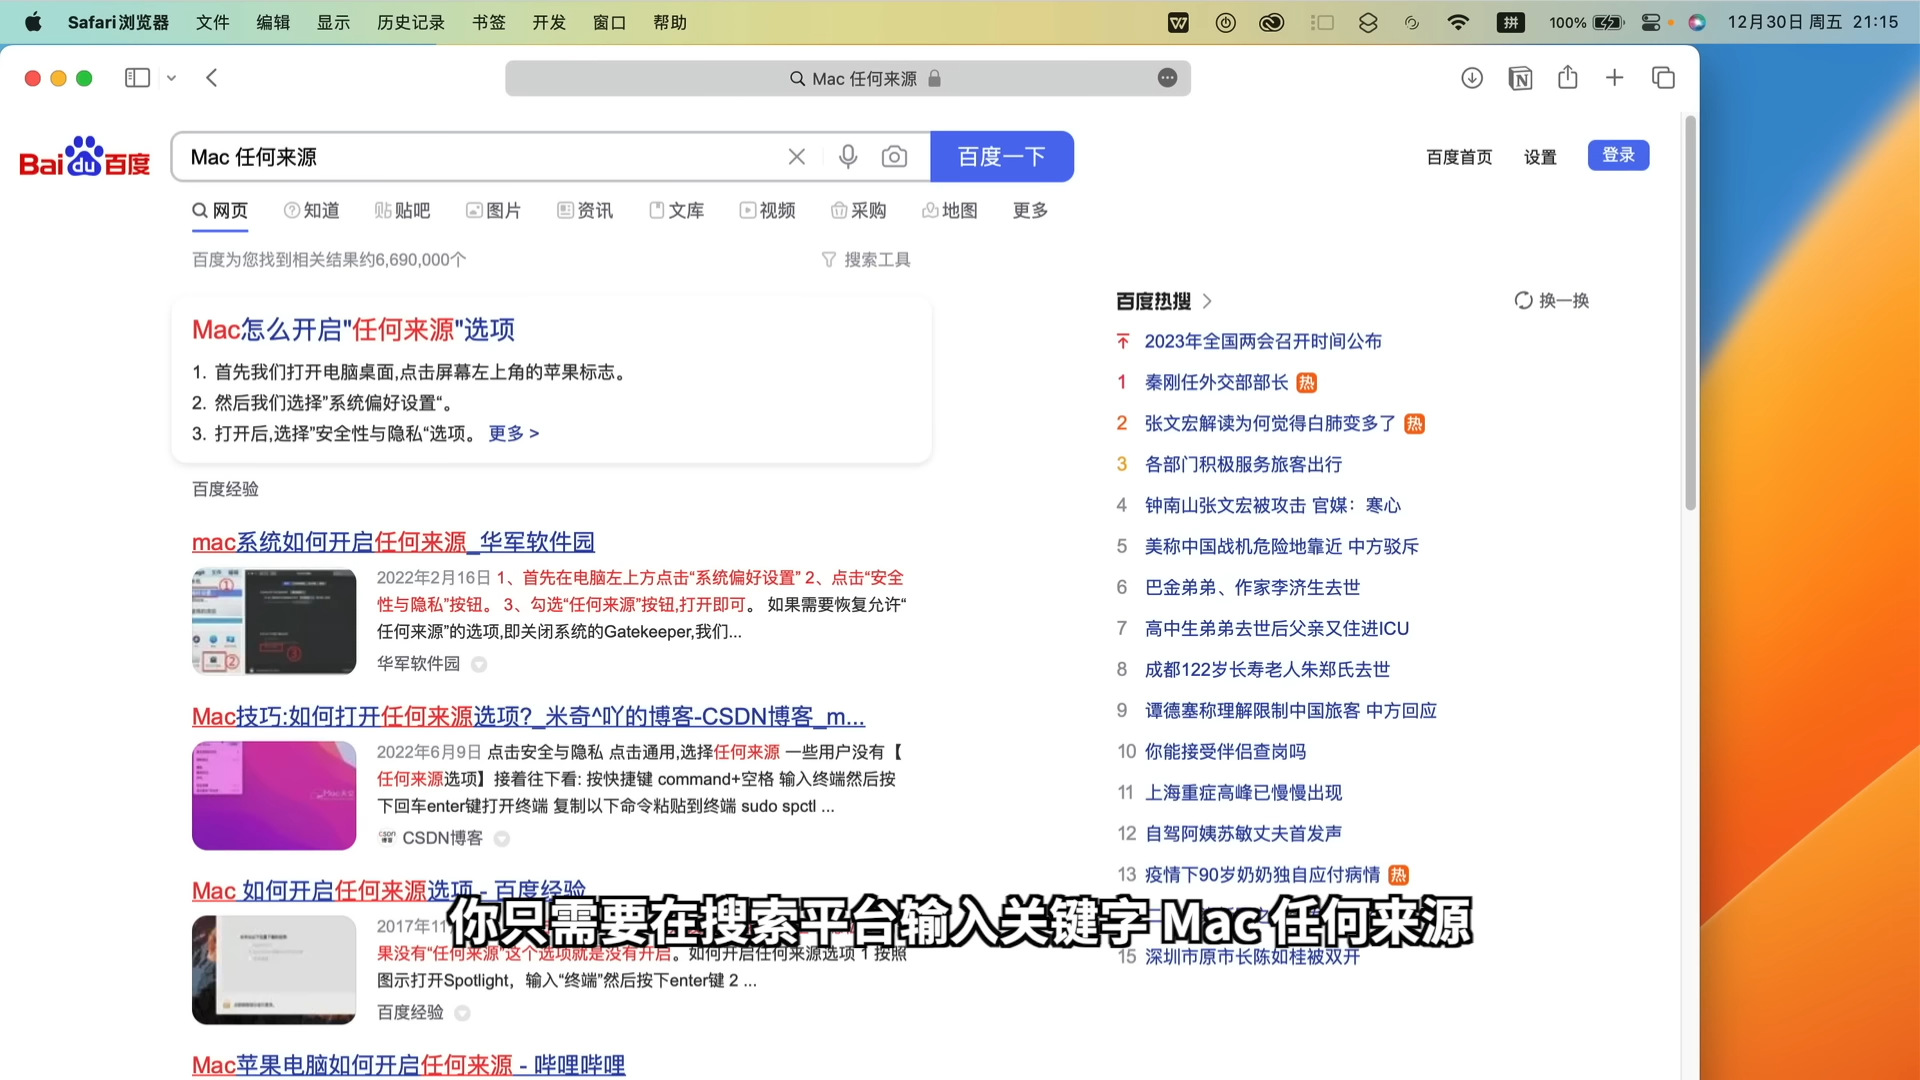 Safari浏览器 文件 编辑 显示 历史记录 书签 开发 窗口 帮助 拼 100% 12月30日 周五 21:15
Mac 任何来源
Bai du 百度
Mac 任何来源
百度一下
百度首页 设置 登录
网页 知道 贴吧 图片 资讯 文库 视频 采购 地图 更多
百度为您找到相关结果约6,690,000个
搜索工具
Mac怎么开启"任何来源"选项
1. 首先我们打开电脑桌面,点击屏幕左上角的苹果标志。
2. 然后我们选择”系统偏好设置“。
3. 打开后,选择”安全性与隐私“选项。 更多 >
百度经验
mac系统如何开启任何来源_华军软件园
2022年2月16日 1、首先在电脑左上方点击“系统偏好设置” 2、点击“安全
性与隐私”按钮。 3、勾选“任何来源”按钮,打开即可。 如果需要恢复允许“
任何来源”的选项,即关闭系统的Gatekeeper,我们...
华军软件园
Mac技巧:如何打开任何来源选项?_米奇^吖的博客-CSDN博客_m...
2022年6月9日 点击安全与隐私 点击通用,选择任何来源 一些用户没有【
任何来源选项】接着往下看: 按快捷键 command+空格 输入终端然后按
下回车enter键打开终端 复制以下命令粘贴到终端 sudo spctl ...
CSDN博客
Mac 如何开启任何来源选项 - 百度经验
2017年11
果没有“任何来源”这个选项就是没有开启。如何开启任何来源选项 1 按照
图示打开Spotlight，输入“终端”然后按下enter键 2 ...
百度经验
Mac苹果电脑如何开启任何来源 - 哔哩哔哩
百度热搜
换一换
2023年全国两会召开时间公布
1 秦刚任外交部部长 热
2 张文宏解读为何觉得白肺变多了 热
3 各部门积极服务旅客出行
4 钟南山张文宏被攻击 官媒：寒心
5 美称中国战机危险地靠近 中方驳斥
6 巴金弟弟、作家李济生去世
7 高中生弟弟去世后父亲又住进ICU
8 成都122岁长寿老人朱郑氏去世
9 谭德塞称理解限制中国旅客 中方回应
10 你能接受伴侣查岗吗
11 上海重症高峰已慢慢出现
12 自驾阿姨苏敏丈夫首发声
13 疫情下90岁奶奶独自应付病情 热
15 深圳市原市长陈如桂被双开
你只需要在搜索平台输入关键字 Mac 任何来源